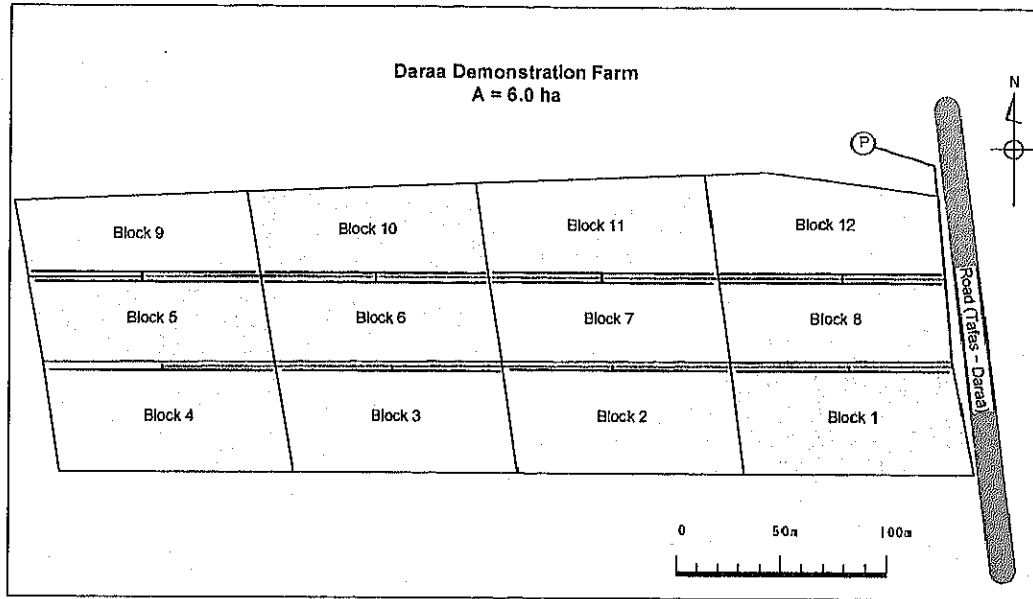 Daraa Demonstration Farm
A = 6.0 ha
N
P
Block 9
Block 10
Block 11
Block 12
Block 5
Block 6
Block 7
Block 8
Block 4
Block 3
Block 2
Block 1
Road (Tafas - Daraa)
0 50m 100m